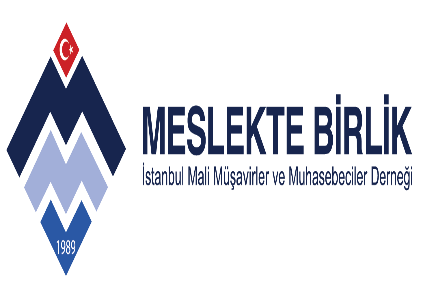 MESLEKTE BİRLİK
İstanbul Mali Müşavirler ve Muhasebeciler Derneği
1989